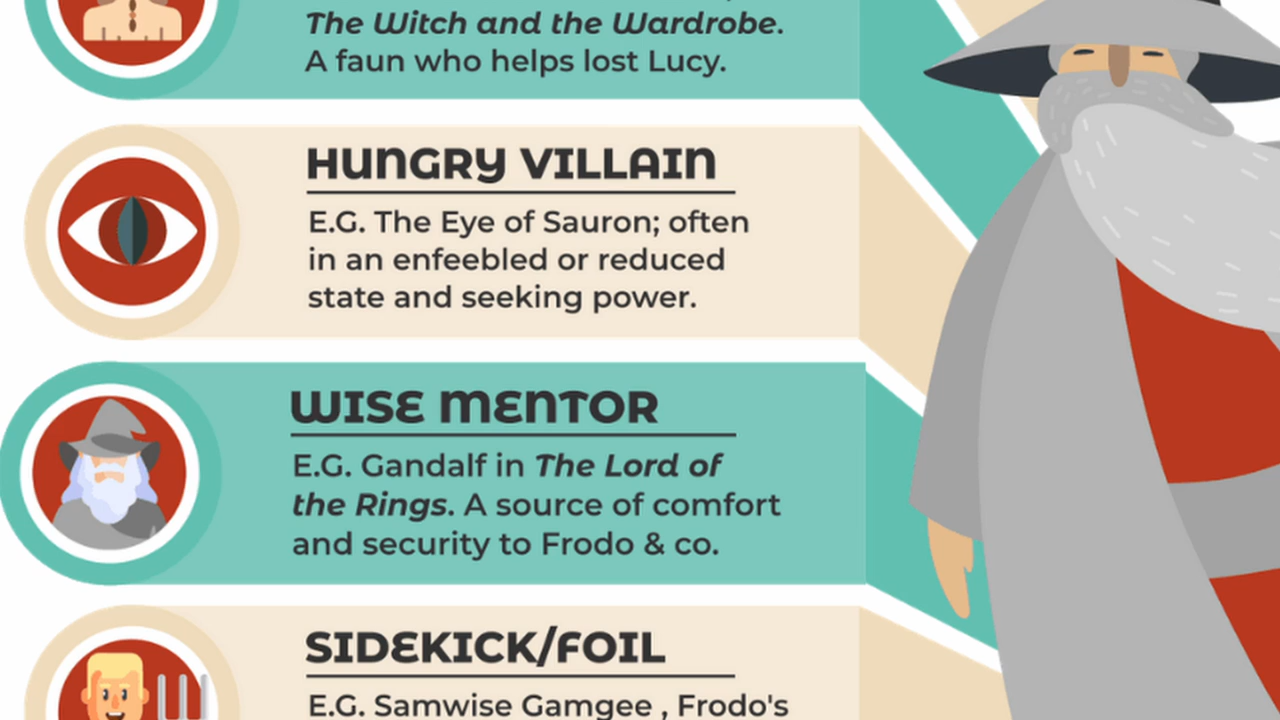 The Witch and the Wardrobe.
A faun who helps lost Lucy.
HUNGRY VILLAIN
E.G. The Eye of Sauron; often
in an enfeebled or reduced
state and seeking power.
WISE MENTOR
E.G. Gandalf in The Lord of
the Rings. A source of comfort
and security to Frodo & co.
SIDEKICK/FOIL
E.G. Samwise Gamgee , Frodo's